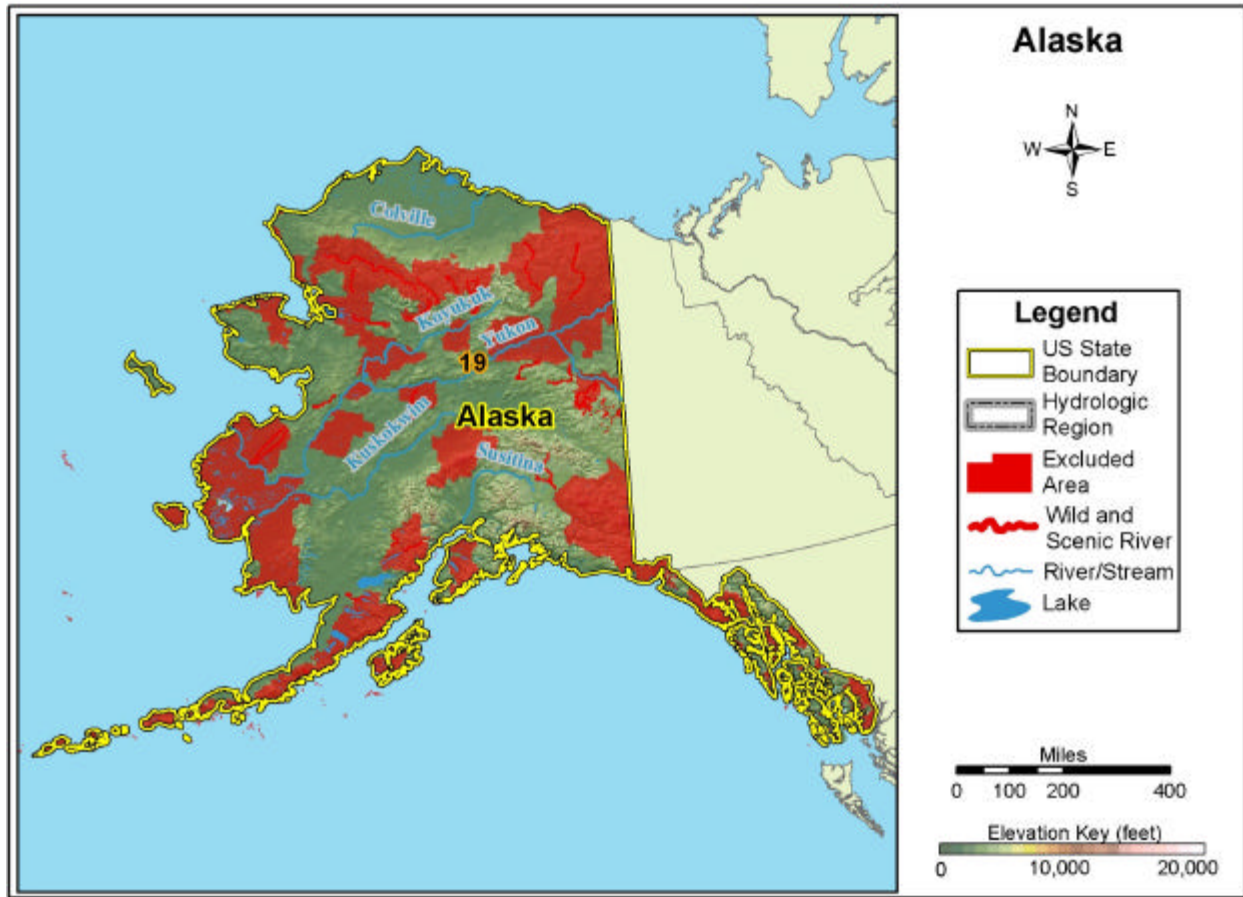 Alaska
N
W
E
S
Colville
Koyukuk
Yukon
19
Alaska
Kuskokwim
Susitina
Legend
US State
Boundary
Hydrologic
Region
Excluded
Area
Wild and
Scenic River
River/Stream
Lake
Miles
0 100 200 400
Elevation Key (feet)
0 10,000 20,000